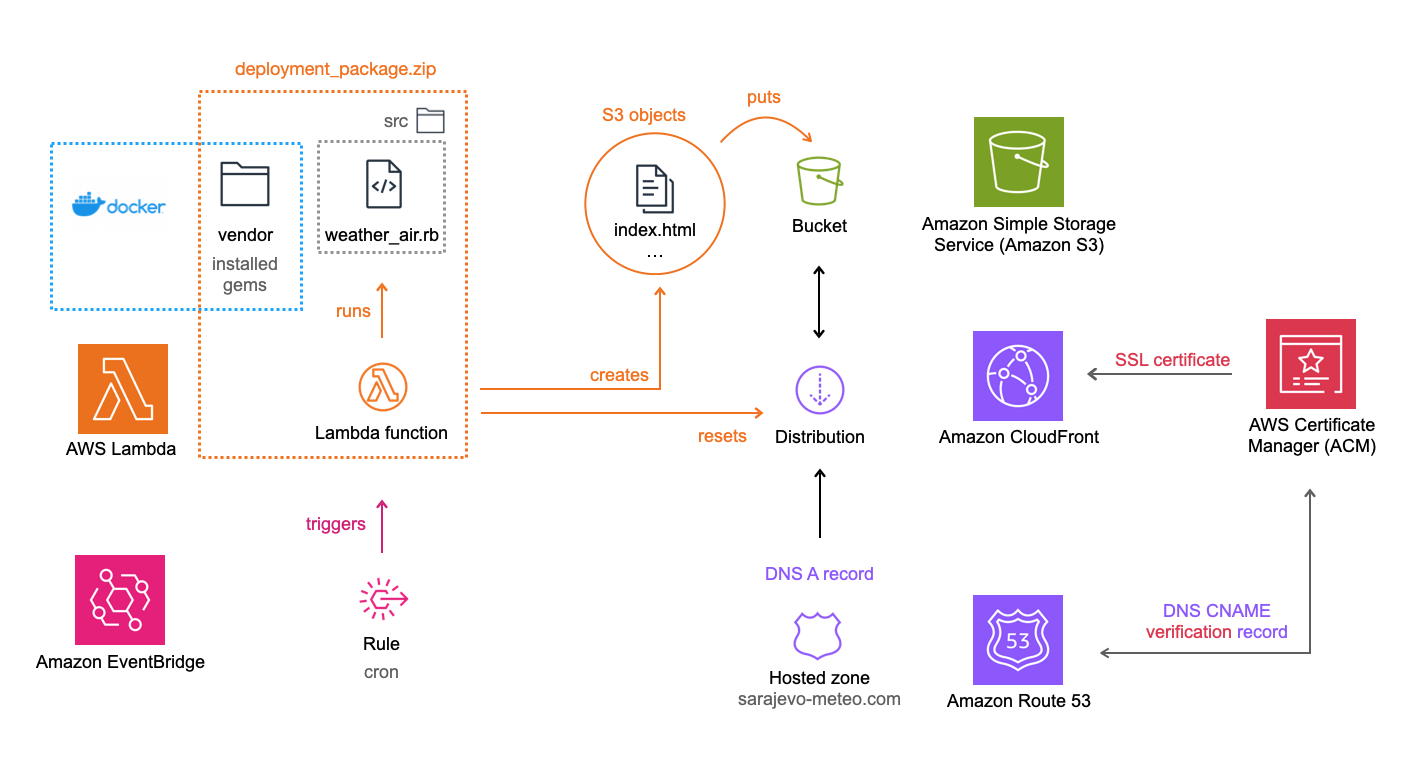 deployment_package.zip
src
docker
vendor
installed
gems
weather_air.rb
runs
AWS Lambda
Lambda function
triggers
Amazon EventBridge
Rule
cron
S3 objects
puts
index.html
...
creates
resets
Bucket
Distribution
DNS A record
Hosted zone
sarajevo-meteo.com
Amazon Simple Storage
Service (Amazon S3)
Amazon CloudFront
SSL certificate
AWS Certificate
Manager (ACM)
DNS CNAME
verification record
53
Amazon Route 53